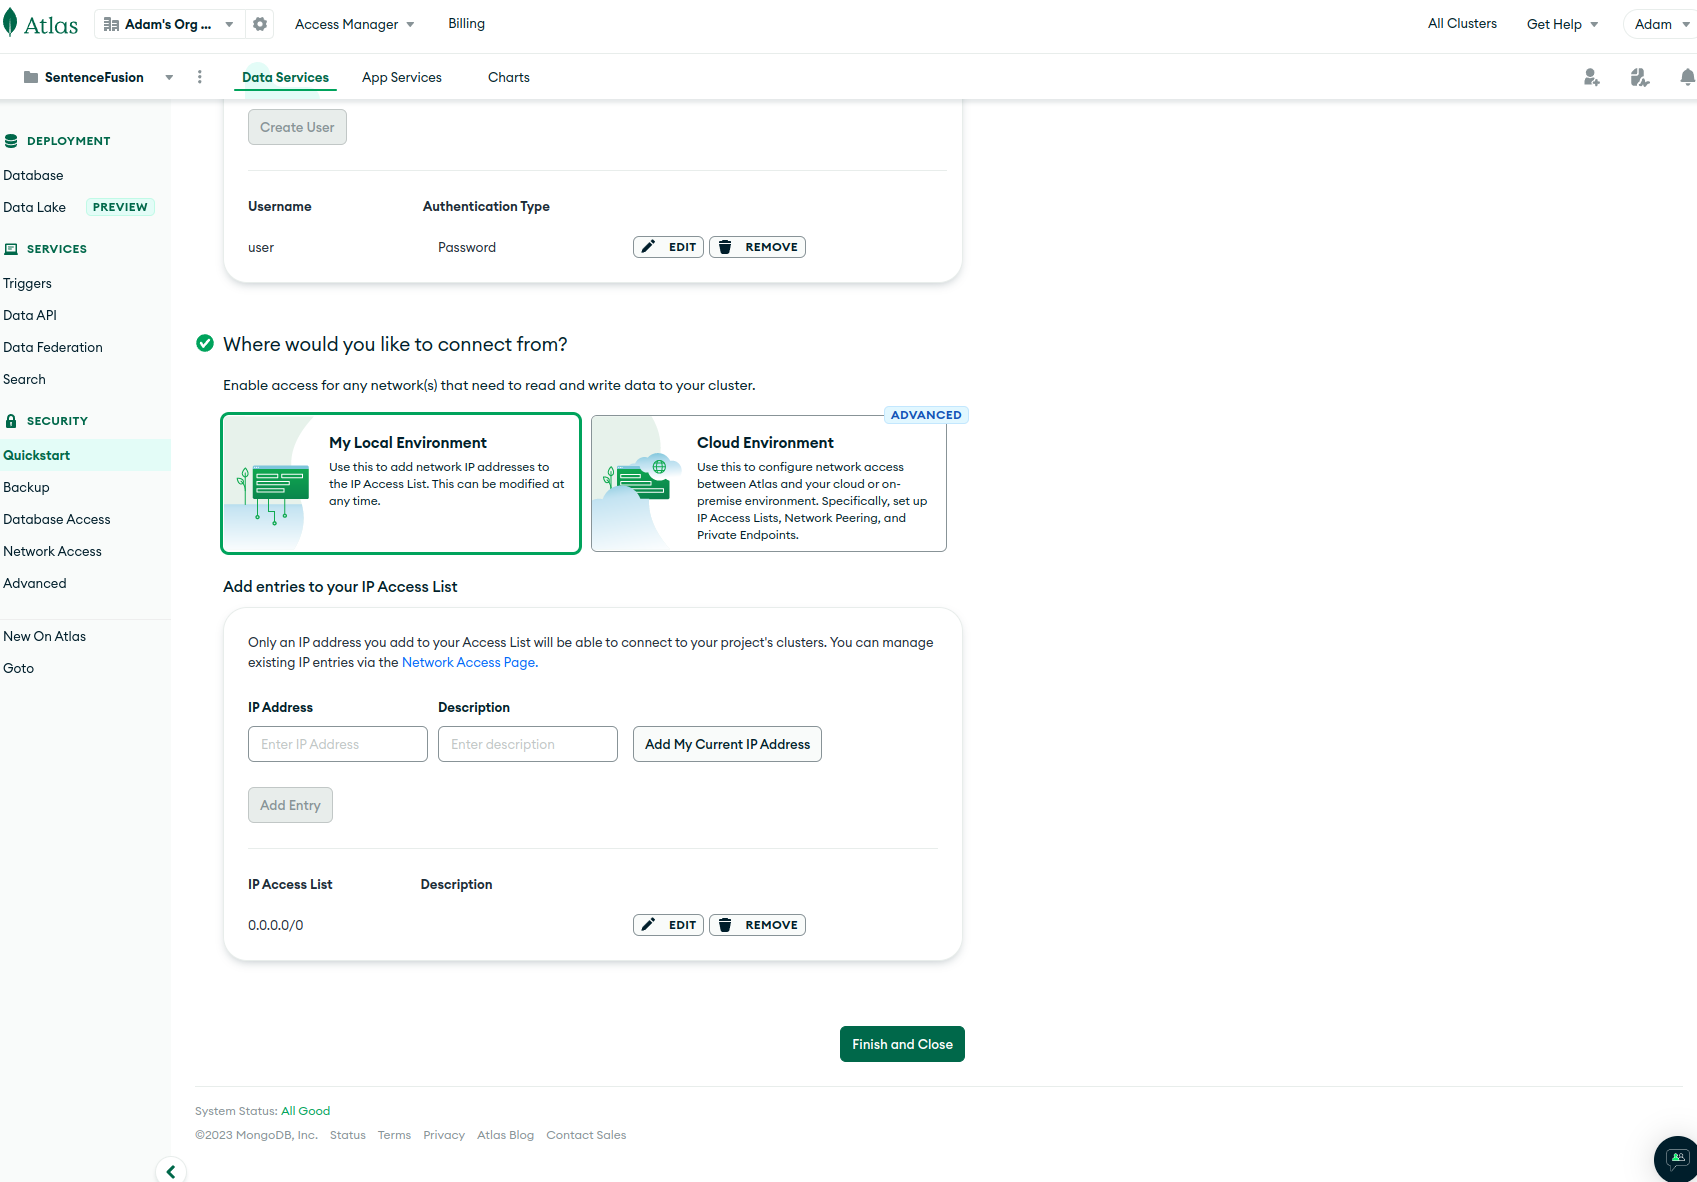 Atlas
Adam's Org ...
Access Manager
Billing
All Clusters
Get Help
Adam
SentenceFusion
Data Services
App Services
Charts
DEPLOYMENT
Database
Data Lake PREVIEW
SERVICES
Triggers
Data API
Data Federation
Search
SECURITY
Quickstart
Backup
Database Access
Network Access
Advanced
New On Atlas
Goto
Create User
Username Authentication Type
user Password EDIT REMOVE
Where would you like to connect from?
Enable access for any network(s) that need to read and write data to your cluster.
My Local Environment
Use this to add network IP addresses to
the IP Access List. This can be modified at
any time.
ADVANCED
Cloud Environment
Use this to configure network access
between Atlas and your cloud or on-
premise environment. Specifically, set up
IP Access Lists, Network Peering, and
Private Endpoints.
Add entries to your IP Access List
Only an IP address you add to your Access List will be able to connect to your project's clusters. You can manage
existing IP entries via the Network Access Page.
IP Address Description
Enter IP Address Enter description Add My Current IP Address
Add Entry
IP Access List Description
0.0.0.0/0 EDIT REMOVE
Finish and Close
System Status: All Good
©2023 MongoDB, Inc. Status Terms Privacy Atlas Blog Contact Sales